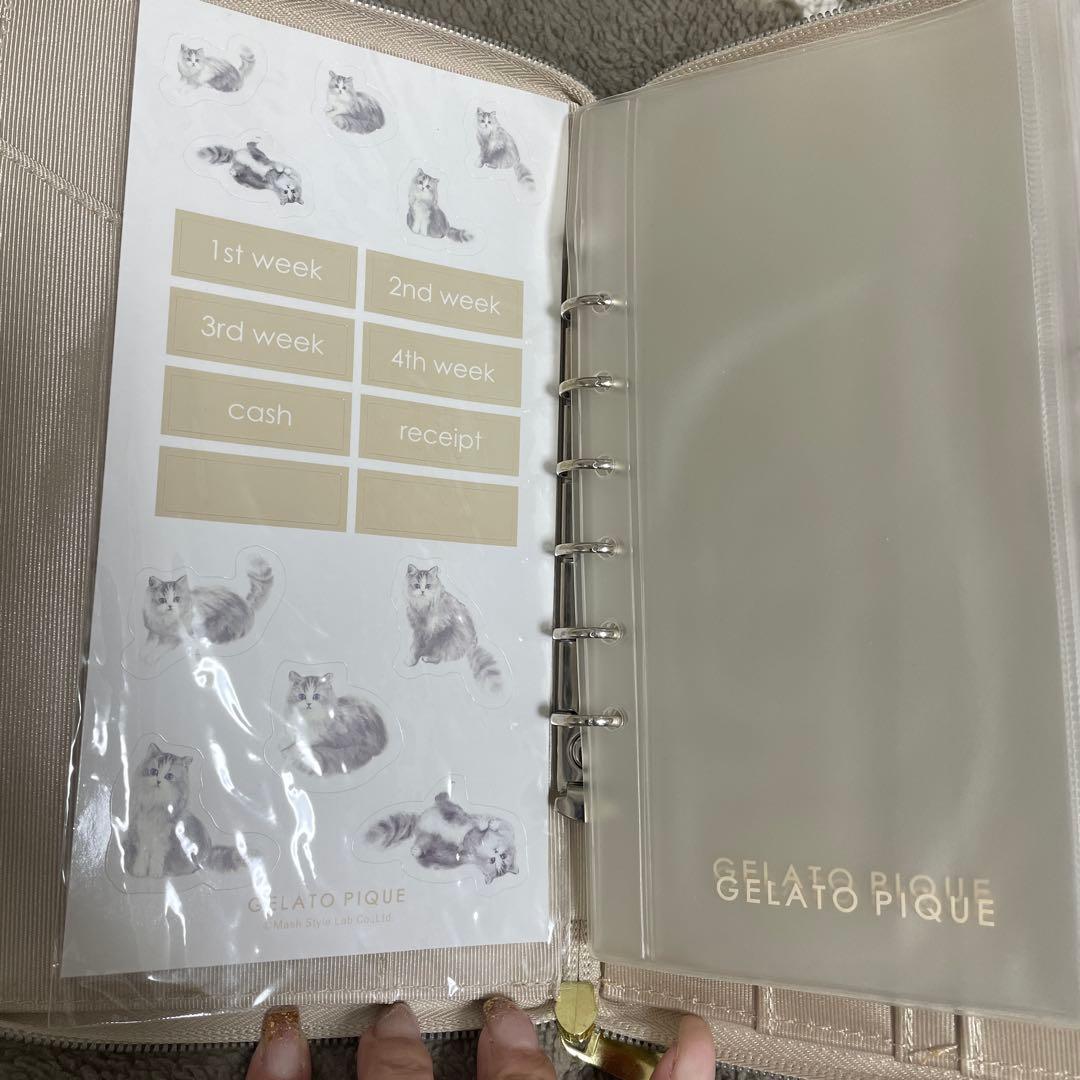 1st week
2nd week
3rd week
4th week
cash
receipt
GELATO PIQUE
©Mash Style Lab Co.,Ltd.
GELATO PIQUE
GELATO PIQUE